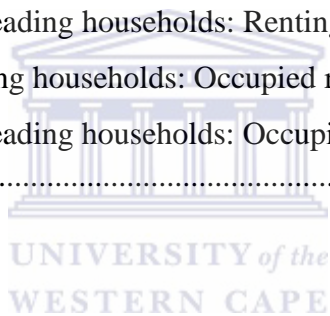 eading households: Renting
ng households: Occupied r
eading households: Occupi
....................................
UNIVERSITY of the
WESTERN CAPE